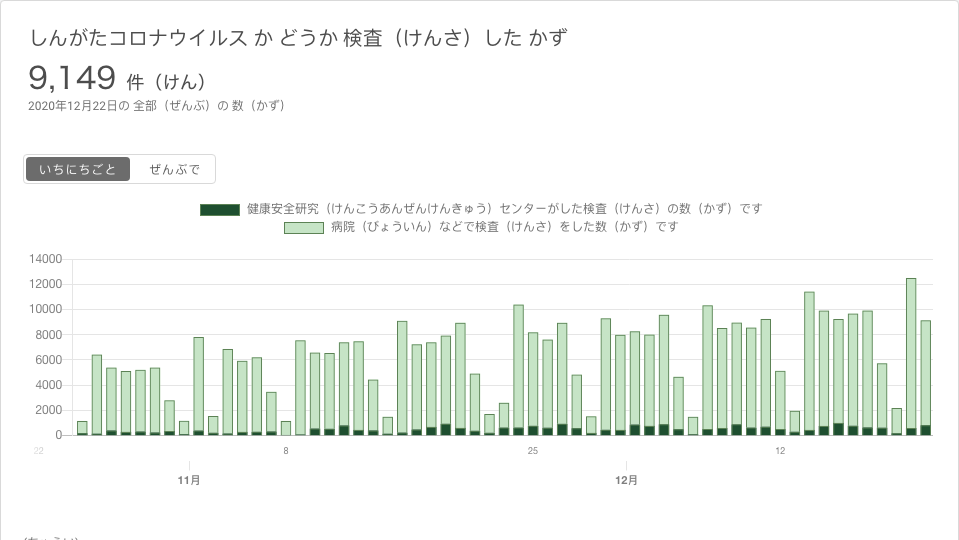 しんがたコロナウイルス か どうか 検査（けんさ）した かず
9,149 件（けん）
2020年12月22日の 全部（ぜんぶ）の 数（かず）
いちにちごと ぜんぶで
健康安全研究（けんこうあんぜんけんきゅう）センターがした検査（けんさ）の数（かず）です
病院（びょういん）などで検査（けんさ）をした数（かず）です
14000
12000
10000
8000
6000
4000
2000
0
22 8 25 12
11月 12月